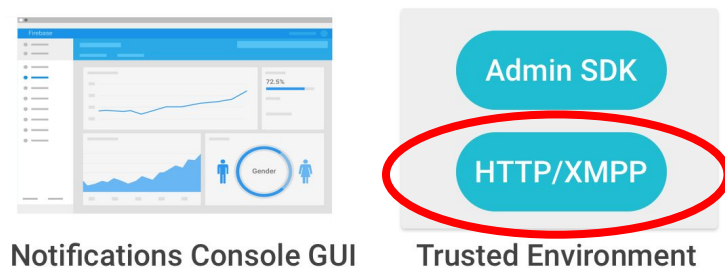 Firebase
72.5%
Gender
Notifications Console GUI
Admin SDK
HTTP/XMPP
Trusted Environment